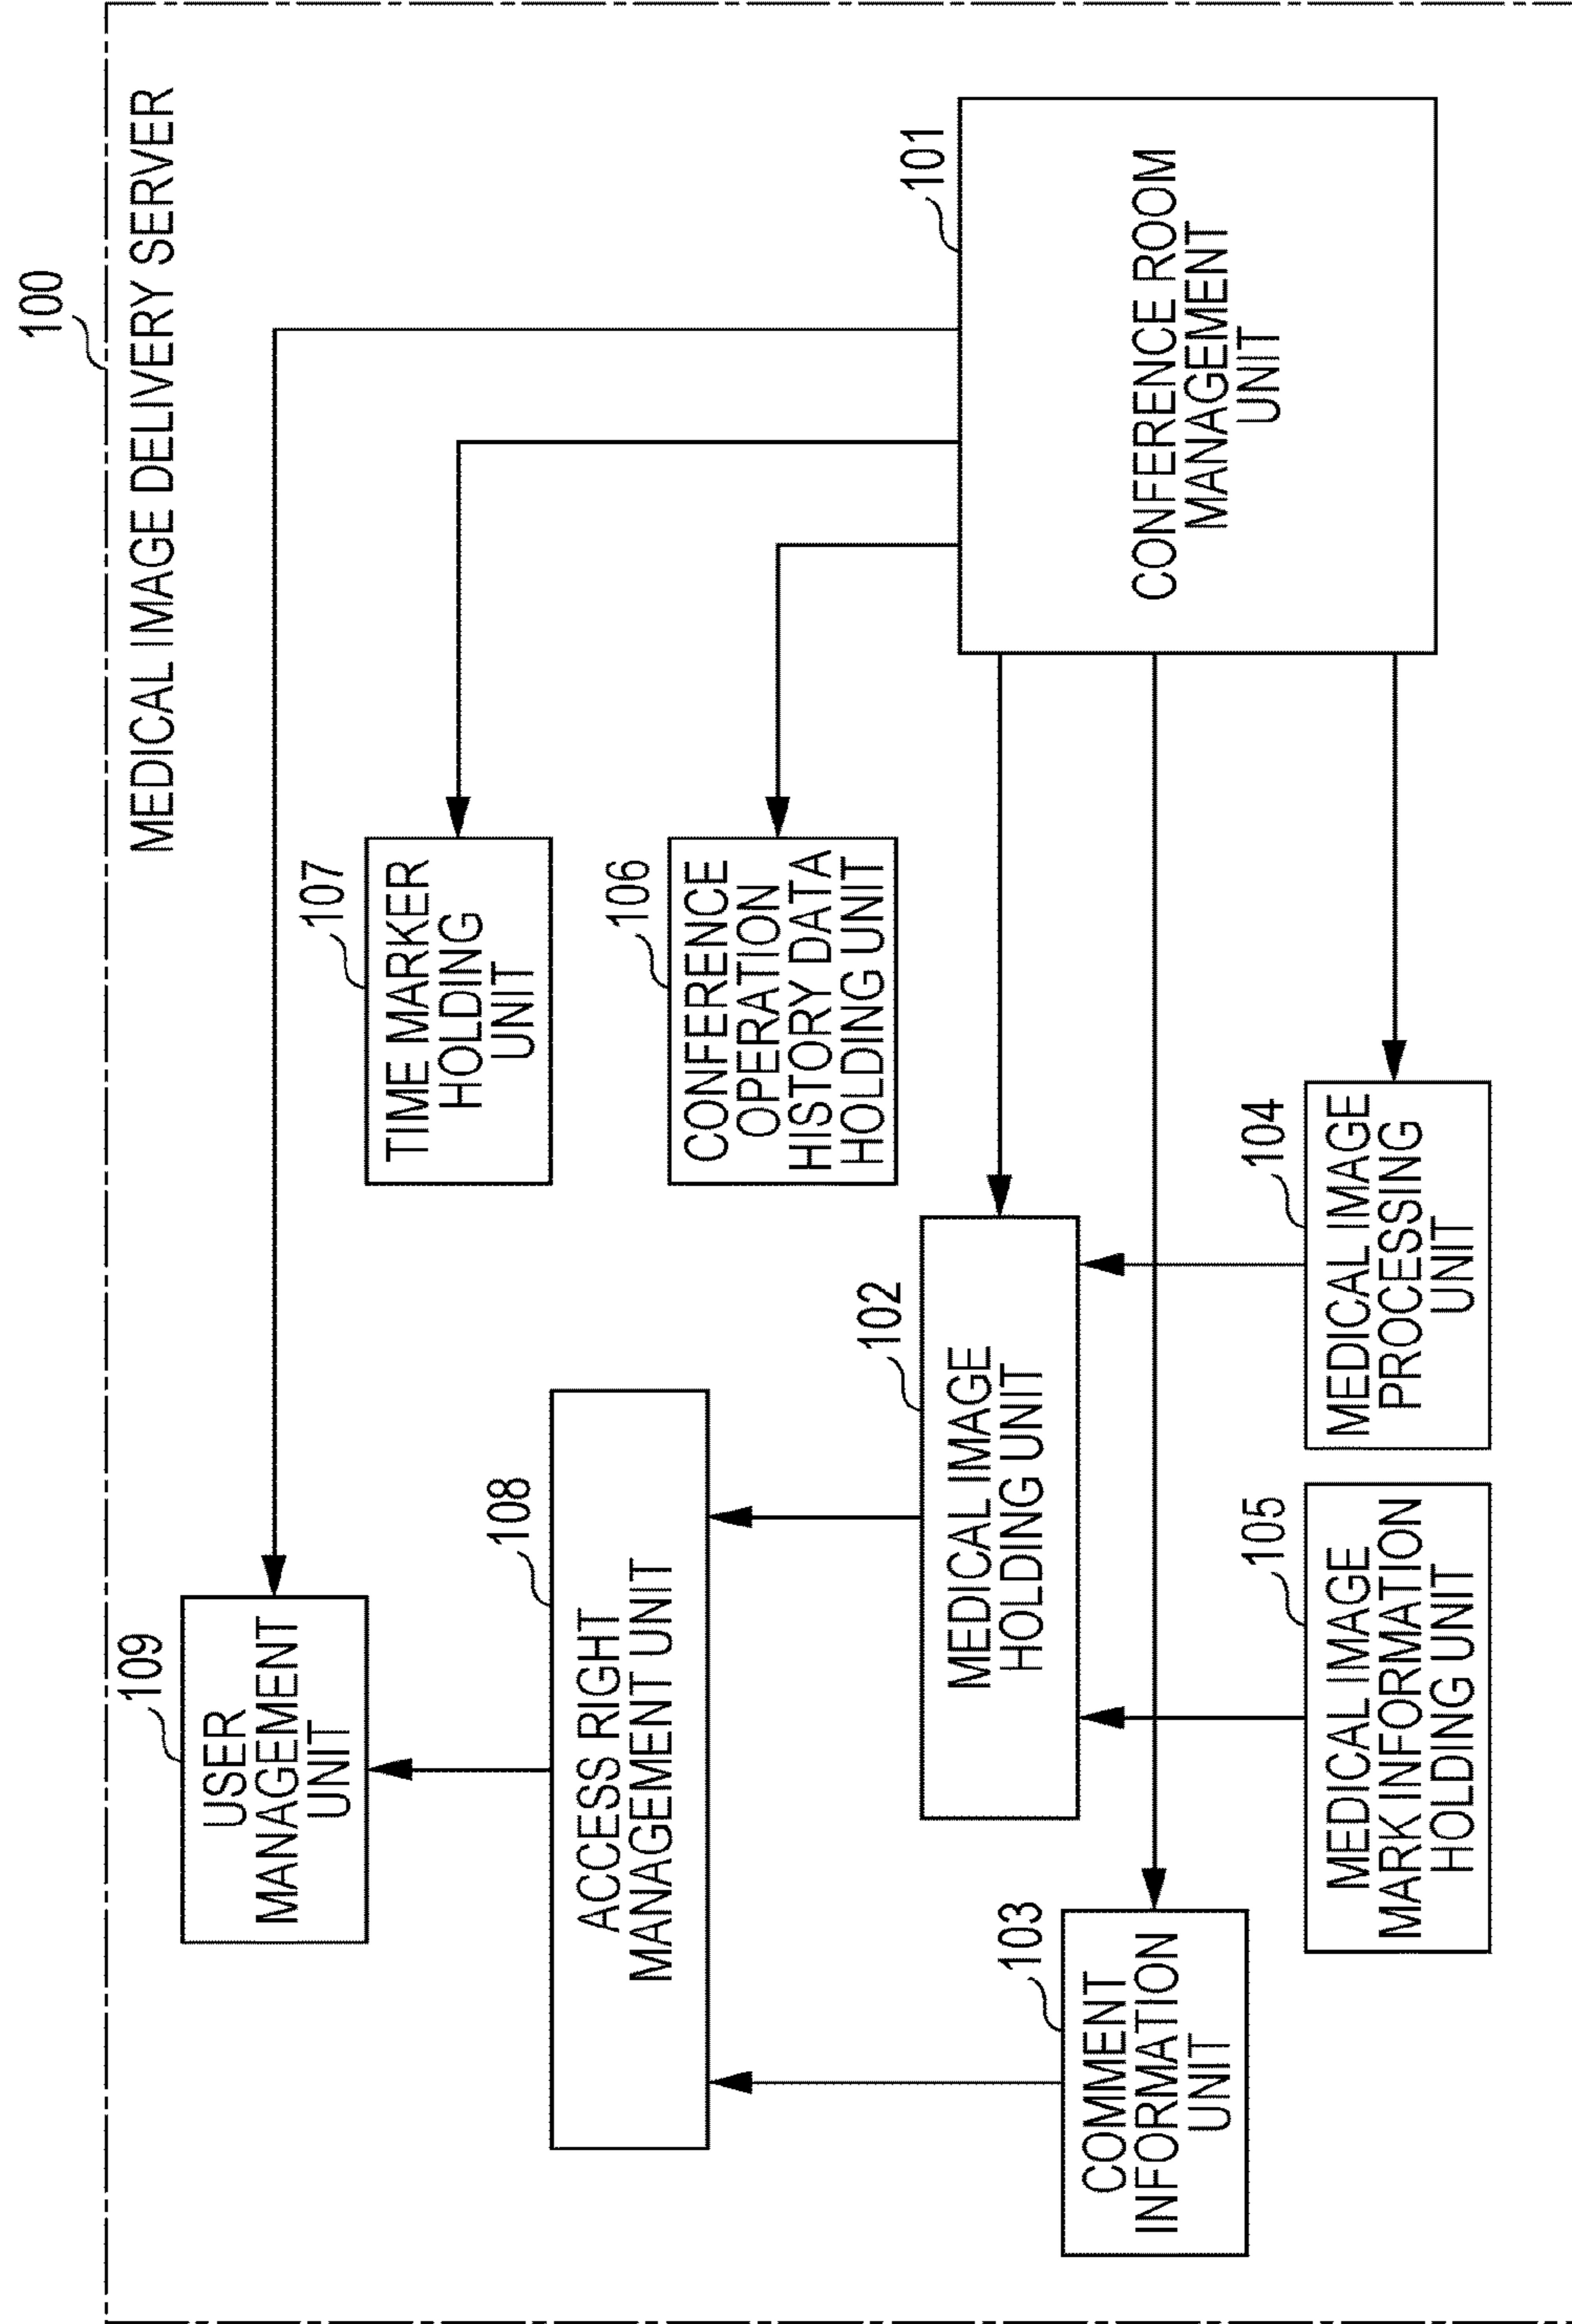 100
MEDICAL IMAGE DELIVERY SERVER
109
USER
MANAGEMENT
UNIT
107
TIME MARKER
HOLDING
UNIT
108
ACCESS RIGHT
MANAGEMENT UNIT
106
CONFERENCE
OPERATION
HISTORY DATA
HOLDING UNIT
102
MEDICAL IMAGE
HOLDING UNIT
101
CONFERENCE ROOM
MANAGEMENT
UNIT
103
COMMENT
INFORMATION
UNIT
105
MEDICAL IMAGE
MARK INFORMATION
HOLDING UNIT
104
MEDICAL IMAGE
PROCESSING
UNIT